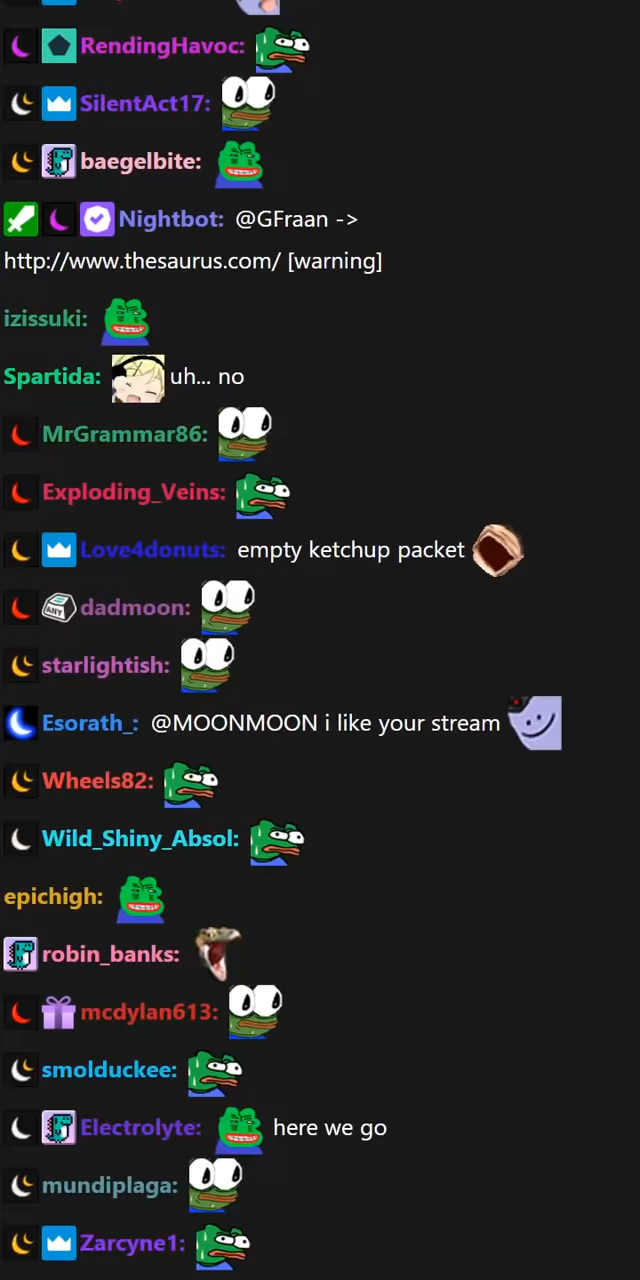 RendingHavoc:
SilentAct17:
baegelbite:
Nightbot: @GFraan ->
http://www.thesaurus.com/ [warning]
izissuki:
Spartida: uh... no
MrGrammar86:
Exploding_Veins:
Love4donuts: empty ketchup packet
ANY dadmoon:
starlightish:
Esorath_: @MOONMOON i like your stream
Wheels82:
Wild_Shiny_Absol:
epichigh:
robin_banks:
mcdylan613:
smolduckee:
Electrolyte: here we go
mundiplaga:
Zarcyne1: